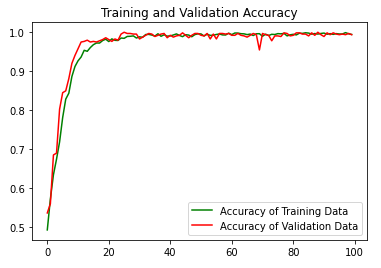 Training and Validation Accuracy
1.0
0.9
0.8
0.7
0.6
0.5
Accuracy of Training Data
Accuracy of Validation Data
0 20 40 60 80 100